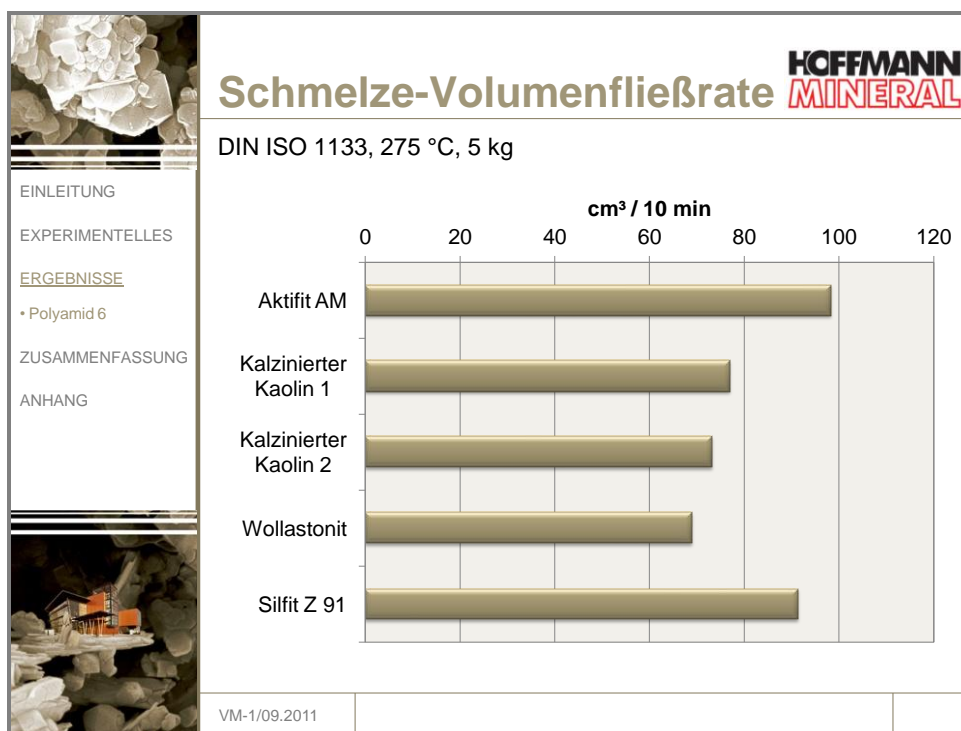 Schmelze-Volumenfließrate
HOFFMANN
MINERAL
DIN ISO 1133, 275 °C, 5 kg
EINLEITUNG
EXPERIMENTELLES
ERGEBNISSE
• Polyamid 6
ZUSAMMENFASSUNG
ANHANG
cm³ / 10 min
0 20 40 60 80 100 120
Aktifit AM
Kalzinierter
Kaolin 1
Kalzinierter
Kaolin 2
Wollastonit
Silfit Z 91
VM-1/09.2011